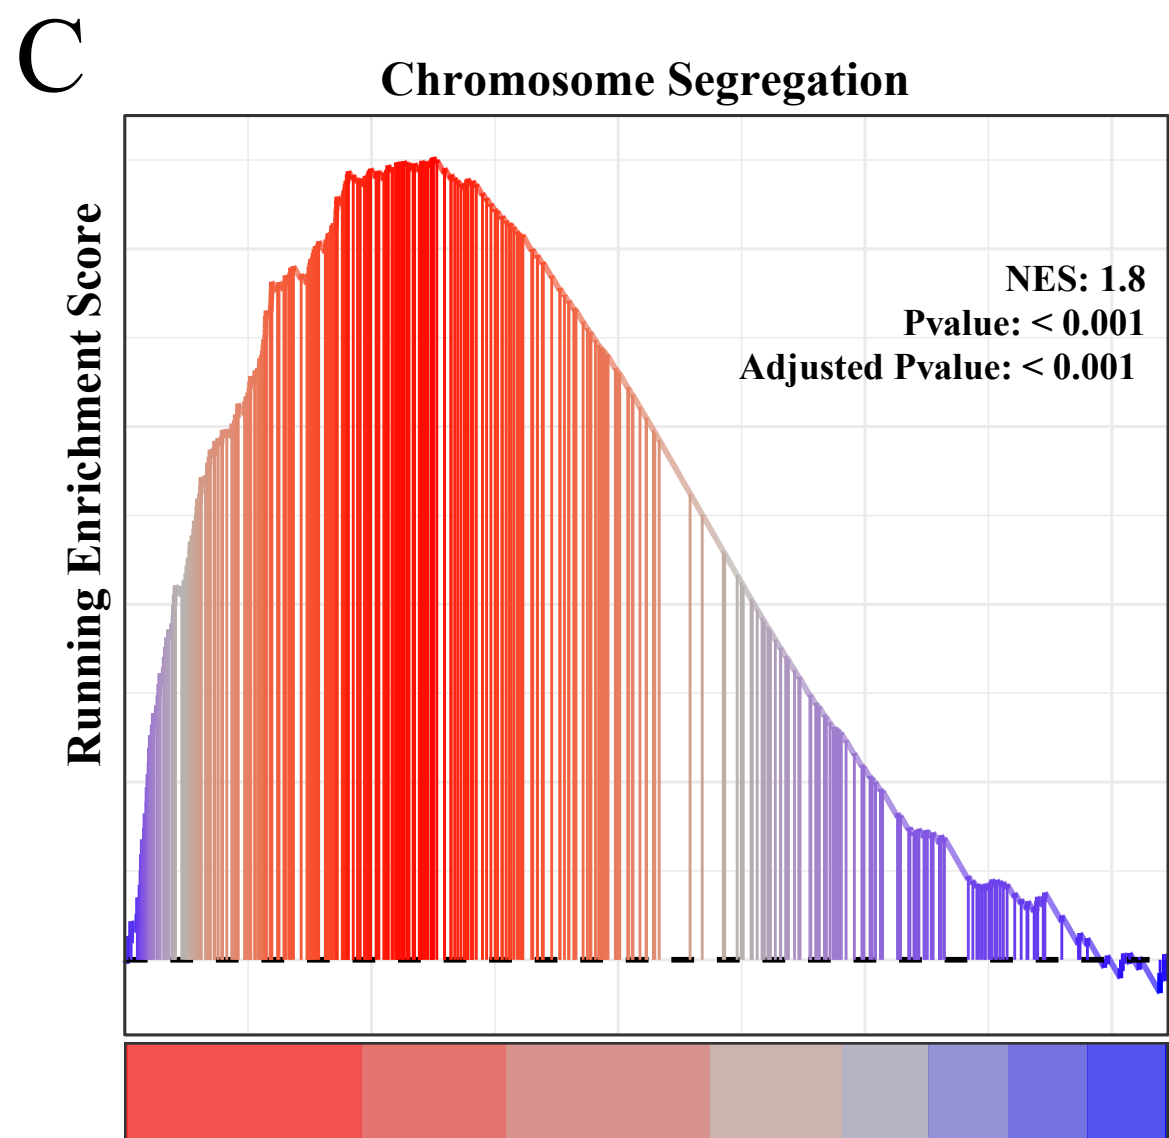 C
Chromosome Segregation
Running Enrichment Score
NES: 1.8
Pvalue: < 0.001
Adjusted Pvalue: < 0.001